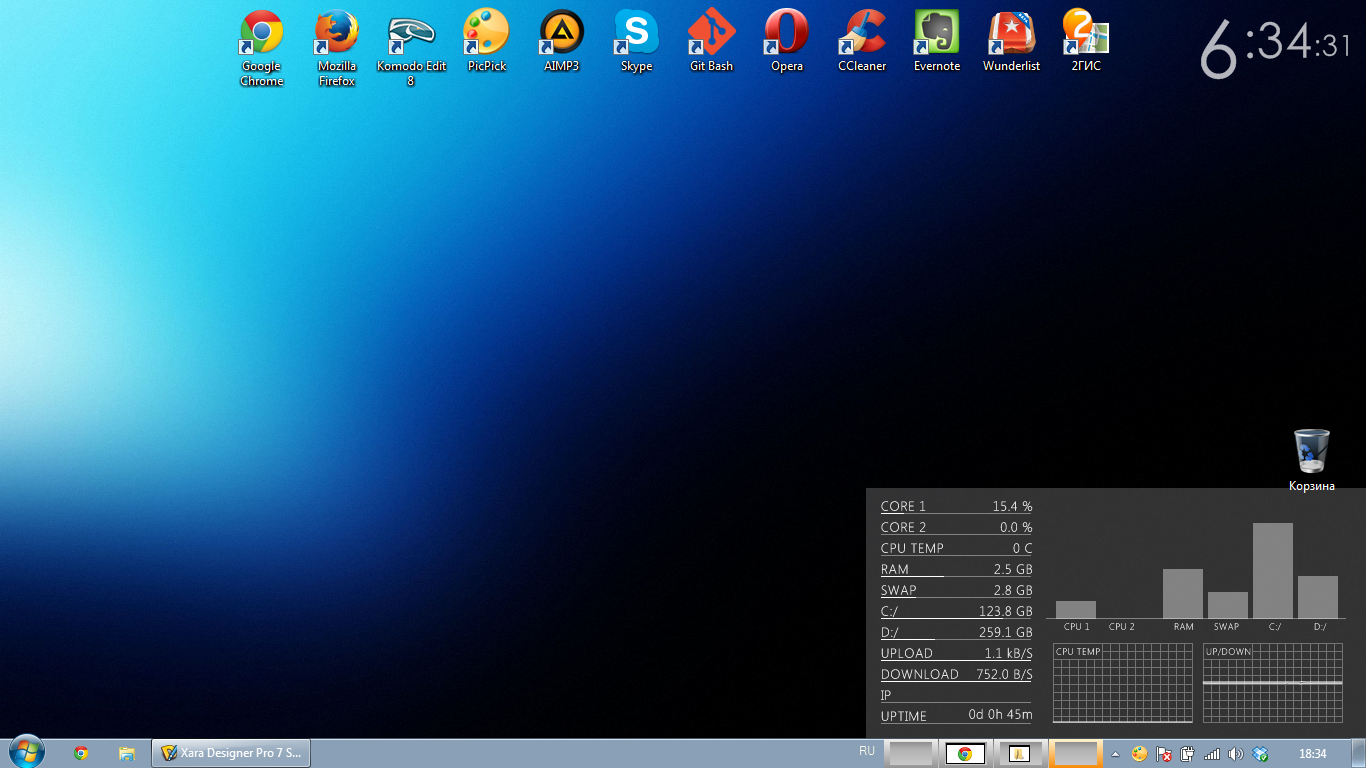 Google
Chrome
Mozilla
Firefox
Komodo Edit
8
PicPick
AIMP3
Skype
Git Bash
Opera
CCleaner
Evernote
Wunderlist
2ГИС
6:34:31
Корзина
CORE 1 15.4 %
CORE 2 0.0 %
CPU TEMP 0 C
RAM 2.5 GB
SWAP 2.8 GB
C:/ 123.8 GB
D:/ 259.1 GB
UPLOAD 1.1 kB/S
DOWNLOAD 752.0 B/S
IP
UPTIME 0d 0h 45m
CPU 1 CPU 2 RAM SWAP C:/ D:/
CPU TEMP
UP/DOWN
Xara Designer Pro 7 S...
RU
18:34